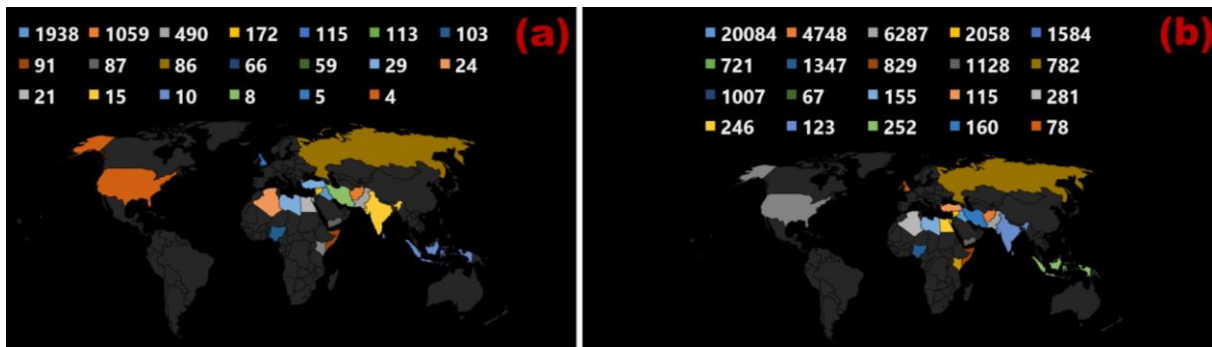 1938 1059 490 172 115 113 103
91 87 86 66 59 29 24
21 15 10 8 5 4
(a)
20084 4748 6287 2058 1584
721 1347 829 1128 782
1007 67 155 115 281
246 123 252 160 78
(b)